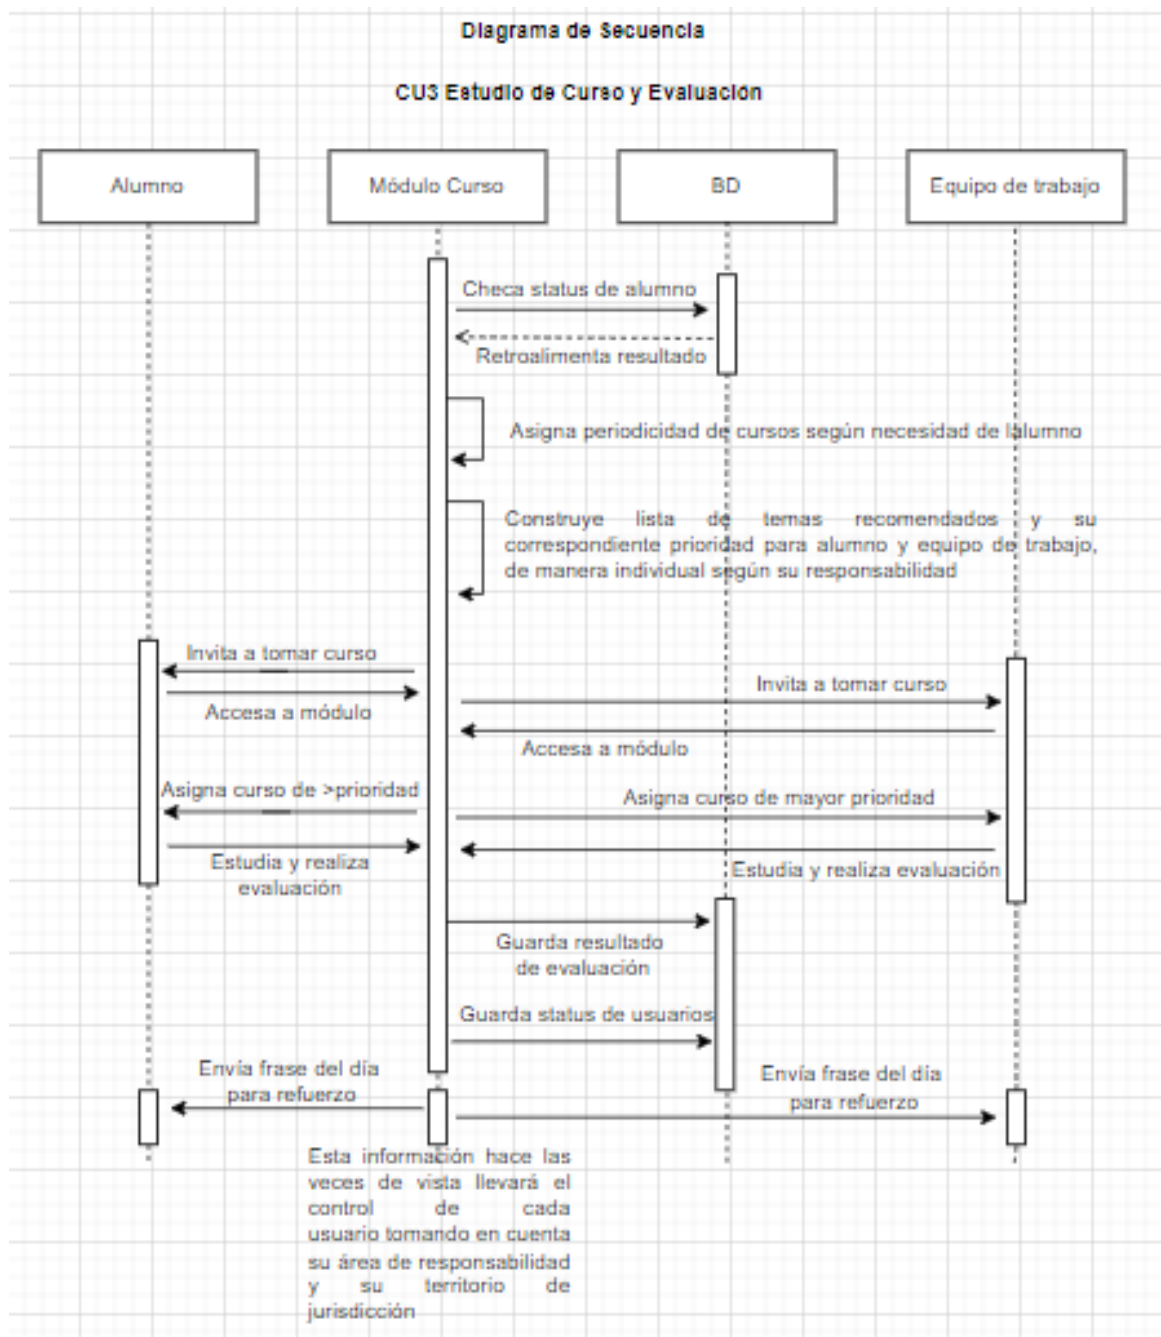 Diagrama de Secuencia
CU3 Estudio de Curso y Evaluación
Alumno
Módulo Curso
BD
Equipo de trabajo
Checa status de alumno
Retroalimenta resultado
Asigna periodicidad de cursos según necesidad de lalumno
Construye lista de temas recomendados y su
correspondiente prioridad para alumno y equipo de trabajo,
de manera individual según su responsabilidad
Invita a tomar curso
Invita a tomar curso
Accesa a módulo
Accesa a módulo
Asigna curso de >prioridad
Asigna curso de mayor prioridad
Estudia y realiza
evaluación
Estudia y realiza evaluación
Guarda resultado
de evaluación
Guarda status de usuarios
Envía frase del día
para refuerzo
Envía frase del día
para refuerzo
Esta información hace las
veces de vista llevará el
control de cada
usuario tomando en cuenta
su área de responsabilidad
y su territorio de
jurisdicción